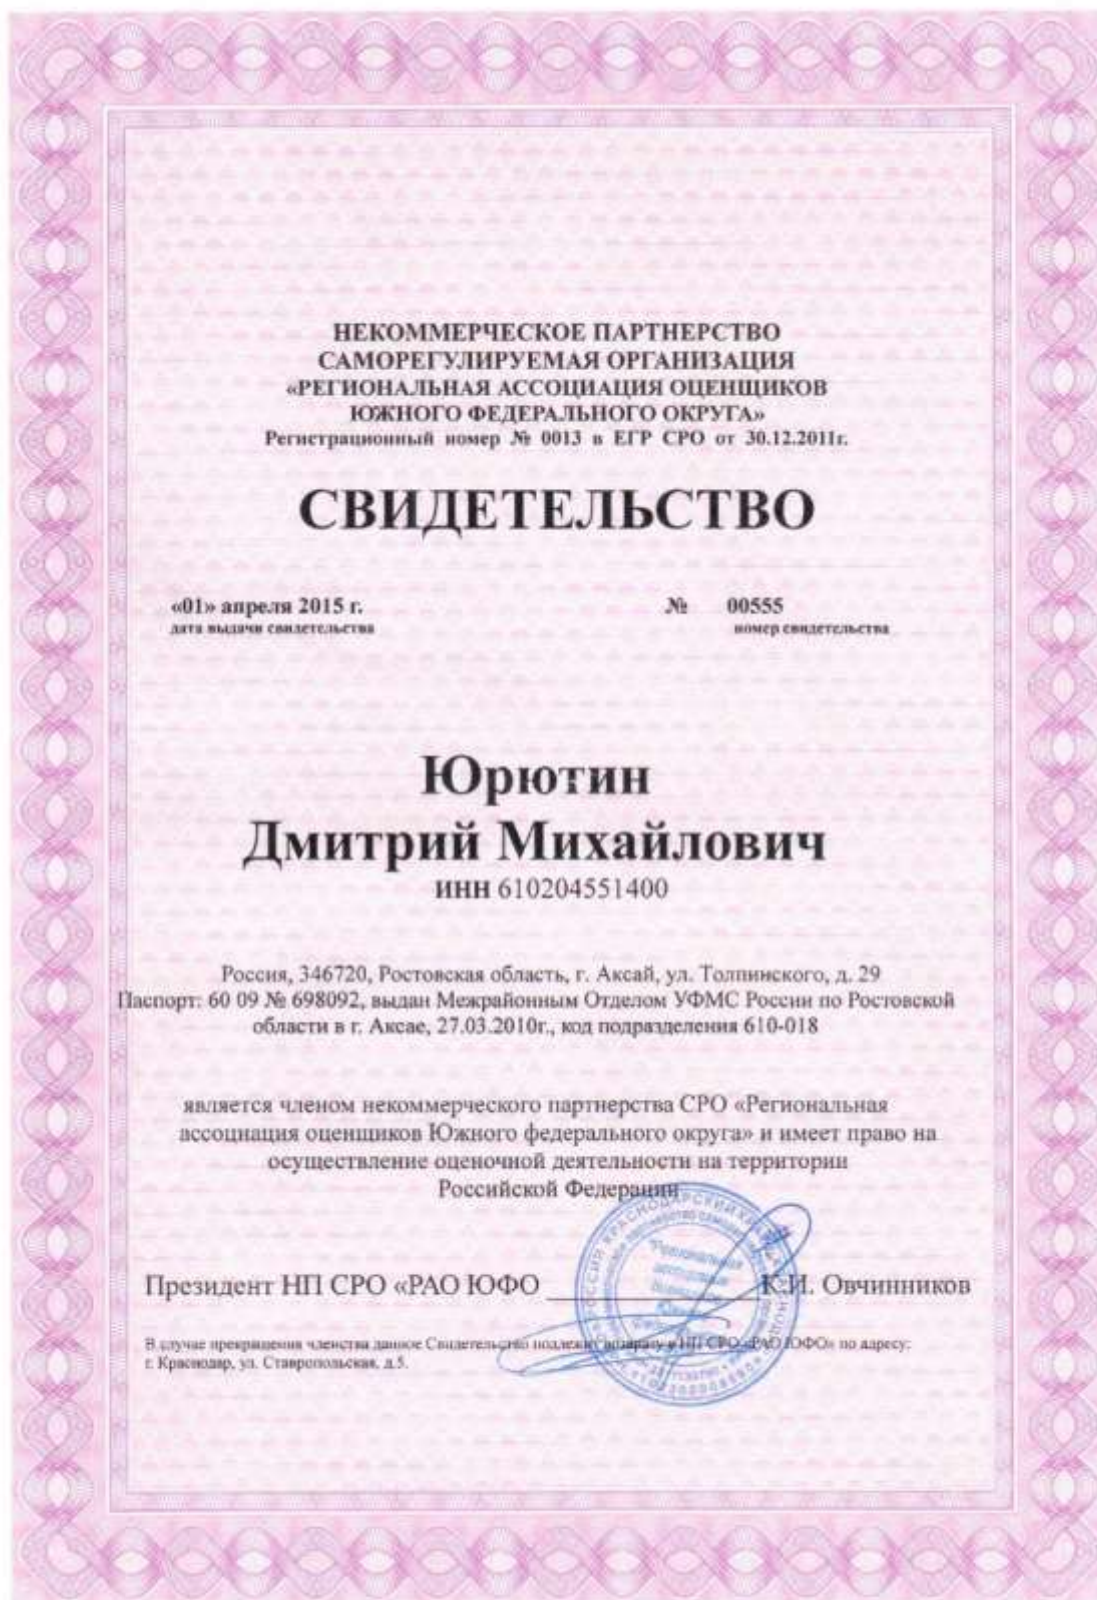 НЕКОММЕРЧЕСКОЕ ПАРТНЕРСТВО
САМОРЕГУЛИРУЕМАЯ ОРГАНИЗАЦИЯ
«РЕГИОНАЛЬНАЯ АССОЦИАЦИЯ ОЦЕНЩИКОВ
ЮЖНОГО ФЕДЕРАЛЬНОГО ОКРУГА»
Регистрационный номер № 0013 в ЕГР СРО от 30.12.2011г.
СВИДЕТЕЛЬСТВО
«01» апреля 2015 г. № 00555
дата выдачи свидетельства номер свидетельства
Юрютин
Дмитрий Михайлович
ИНН 610204551400
Россия, 346720, Ростовская область, г. Аксай, ул. Толпинского, д. 29
Паспорт: 60 09 № 698092, выдан Межрайонным Отделом УФМС России по Ростовской
области в г. Аксае, 27.03.2010г., код подразделения 610-018
является членом некоммерческого партнерства СРО «Региональная
ассоциация оценщиков Южного федерального округа» и имеет право на
осуществление оценочной деятельности на территории
Российской Федерации
Президент НП СРО «РАО ЮФО К.И. Овчинников
В случае прекращения членства данное Свидетельство подлежит возврату в НП СРО «РАО ЮФО» по адресу:
г. Краснодар, ул. Ставропольская, д.5.